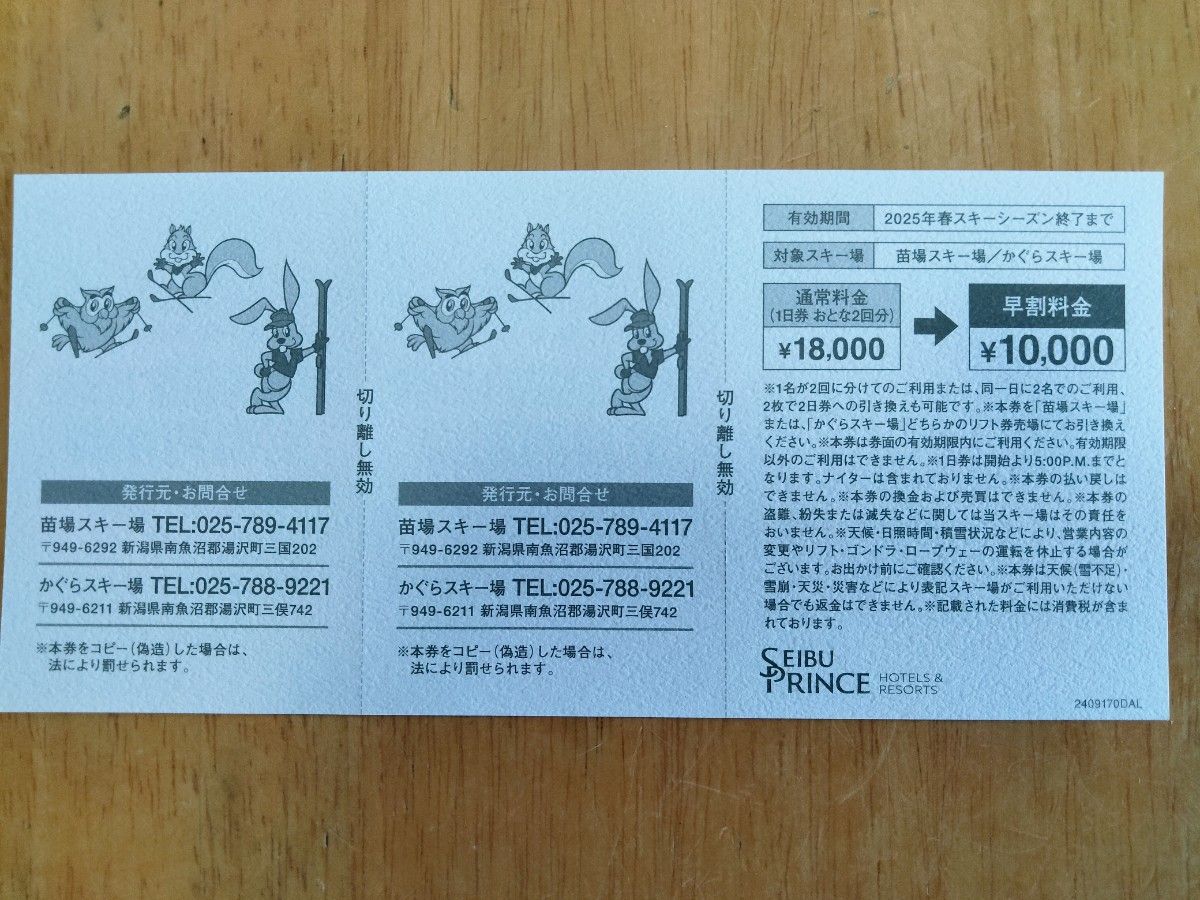 発行元・お問合せ
苗場スキー場 TEL:025-789-4117
〒949-6292 新潟県南魚沼郡湯沢町三国202
かぐらスキー場 TEL:025-788-9221
〒949-6211 新潟県南魚沼郡湯沢町三俣742
※本券をコピー(偽造)した場合は、
法により罰せられます。
切り離し無効
発行元・お問合せ
苗場スキー場 TEL:025-789-4117
〒949-6292 新潟県南魚沼郡湯沢町三国202
かぐらスキー場 TEL:025-788-9221
〒949-6211 新潟県南魚沼郡湯沢町三俣742
※本券をコピー(偽造)した場合は、
法により罰せられます。
切り離し無効
有効期間 2025年春スキーシーズン終了まで
対象スキー場 苗場スキー場/かぐらスキー場
通常料金
(1日券 おとな2回分)
¥18,000
早割料金
¥10,000
※1名が2回に分けてのご利用または、同一日に2名でのご利用、
2枚で2日券への引き換えも可能です。※本券を「苗場スキー場」
または、「かぐらスキー場」どちらかのリフト券売場にてお引き換え
ください。※本券は券面の有効期限内にご利用ください。有効期限
以外のご利用はできません。※1日券は開始より5:00P.M.までと
なります。ナイターは含まれておりません。※本券の払い戻しは
できません。※本券の換金および売買はできません。※本券の
盗難、紛失または滅失などに関しては当スキー場はその責任を
おいません。※天候・日照時間・積雪状況などにより、営業内容の
変更やリフト・ゴンドラ・ロープウェーの運転を休止する場合が
ございます。お出かけ前にご確認ください。※本券は天候(雪不足)・
雪崩・天災・災害などにより表記スキー場がご利用いただけない
場合でも返金はできません。※記載された料金には消費税が含ま
れております。
SEIBU
PRINCE HOTELS &
RESORTS
2409170DAL